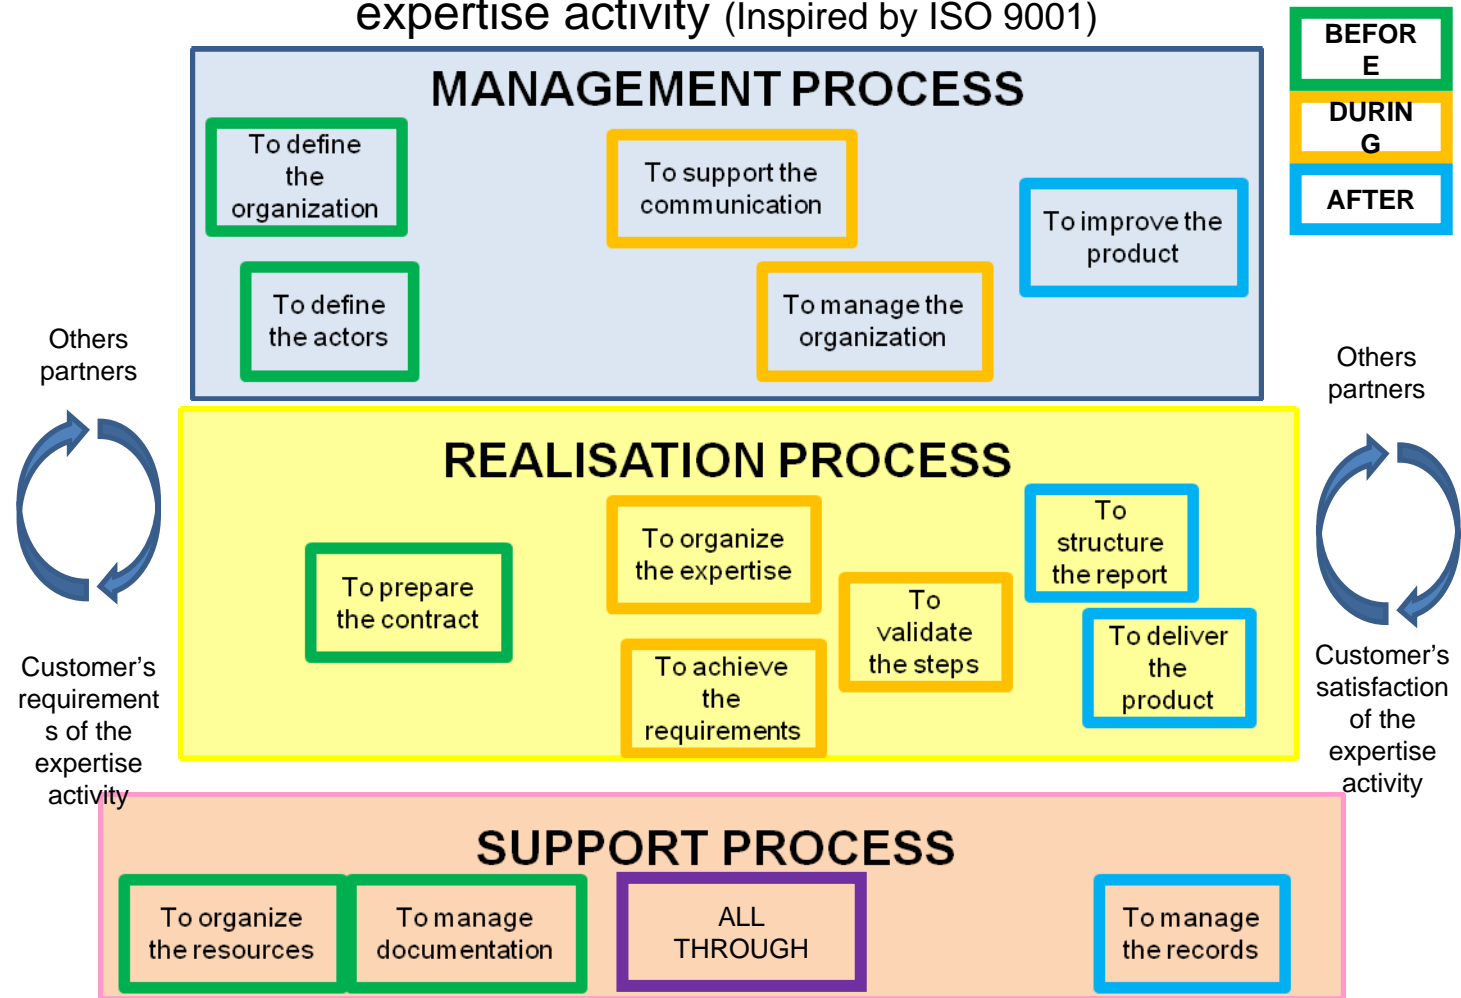 expertise activity (Inspired by ISO 9001)
BEFOR
E
DURIN
G
AFTER
MANAGEMENT PROCESS
To define
the
organization
To support the
communication
To improve the
product
To define
the actors
To manage the
organization
Others
partners
Others
partners
REALISATION PROCESS
To prepare
the contract
To organize
the expertise
To achieve
the
requirements
To
validate
the steps
To
structure
the report
To deliver
the
product
Customer's
requirement
s of the
expertise
activity
Customer's
satisfaction
of the
expertise
activity
SUPPORT PROCESS
To organize
the resources
To manage
documentation
ALL
THROUGH
To manage
the records